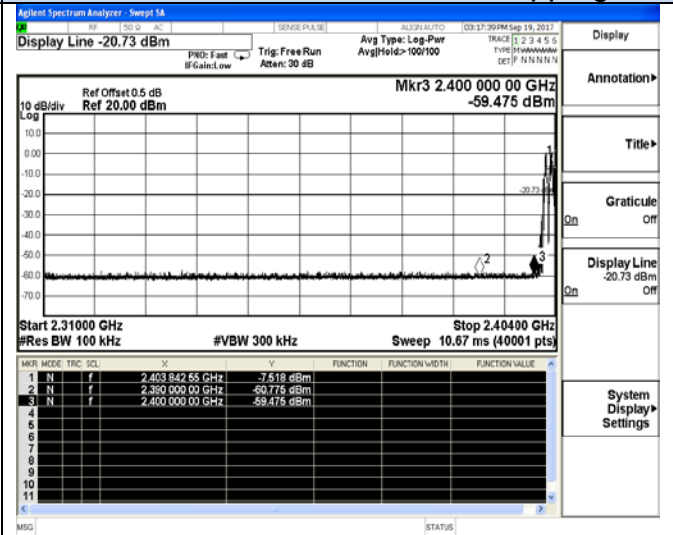 Agilent Spectrum Analyzer - Swept SA
RF 50 Ω AC SENSE:PULSE ALIGN AUTO 03:17:39 PM Sep 19, 2017
Display Line -20.73 dBm
PNO: Fast Trig: Free Run Avg Type: Log-Pwr TRACE 1 2 3 4 5 6
IFGain:Low Atten: 30 dB Avg|Hold:> 100/100 TYPE
DET P N N N N N
Ref Offset 0.5 dB Mkr3 2.400 000 00 GHz
10 dB/div Ref 20.00 dBm -59.475 dBm
Log
10.0
0.00
-10.0
-20.0
-30.0
-40.0
-50.0
-60.0
-70.0
1
2
3
Start 2.31000 GHz Stop 2.40400 GHz
#Res BW 100 kHz #VBW 300 kHz Sweep 10.67 ms (40001 pts)
MKR MODE TRC SCL X Y FUNCTION FUNCTION WIDTH FUNCTION VALUE
1 N f 2.403 842 55 GHz -7.518 dBm
2 N f 2.390 000 00 GHz -60.775 dBm
3 N f 2.400 000 00 GHz -59.475 dBm
4
5
6
7
8
9
10
11
MSG STATUS
Display
Annotation
Title
Graticule
On Off
Display Line
-20.73 dBm
On Off
System
Display
Settings